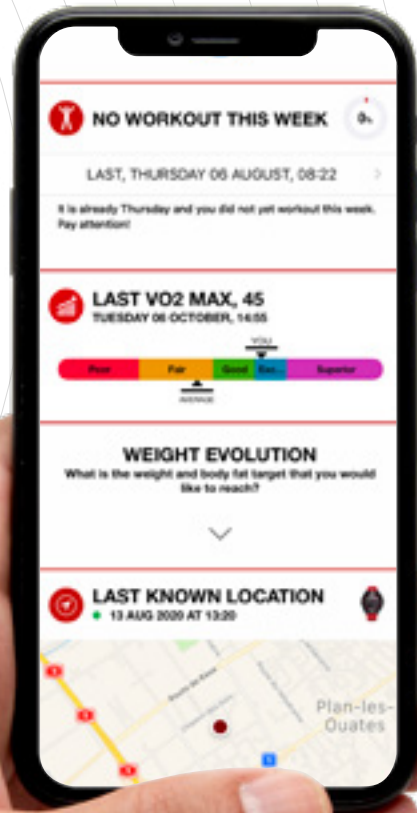 NO WORKOUT THIS WEEK
0%
LAST, THURSDAY 06 AUGUST, 08:22
It is already Thursday and you did not yet workout this week.
Pay attention!
LAST VO2 MAX, 45
TUESDAY 06 OCTOBER, 14:55
YOU
Poor Fair Good Exc... Superior
AVERAGE
WEIGHT EVOLUTION
What is the weight and body fat target that you would
like to reach?
LAST KNOWN LOCATION
13 AUG 2020 AT 13:20
Plan-les-
Ouates